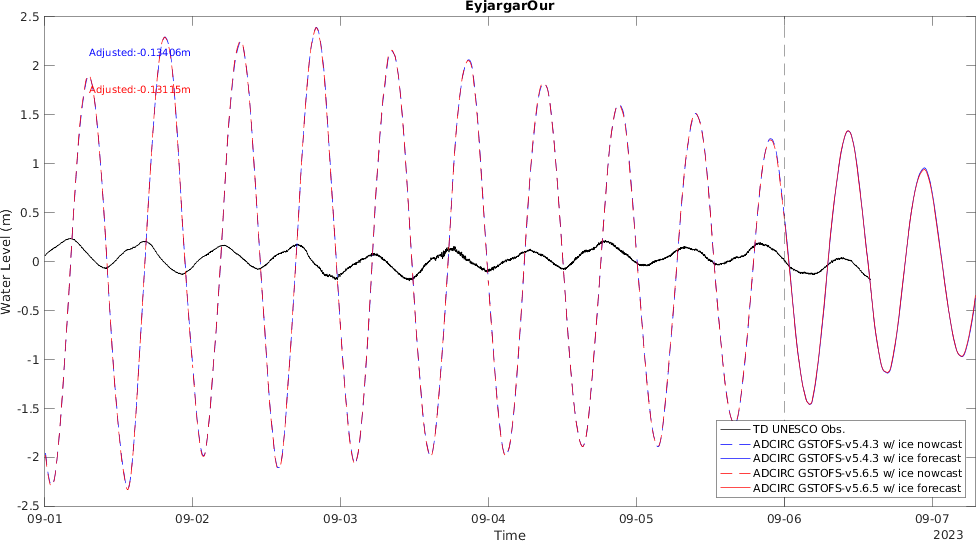 EyjargarOur
2.5
2
1.5
1
0.5
0
-0.5
-1
-1.5
-2
-2.5
Water Level (m)
Adjusted:-0.13406m
Adjusted:-0.13115m
TD UNESCO Obs.
ADCIRC GSTOFS-v5.4.3 w/ ice nowcast
ADCIRC GSTOFS-v5.4.3 w/ ice forecast
ADCIRC GSTOFS-v5.6.5 w/ ice nowcast
ADCIRC GSTOFS-v5.6.5 w/ ice forecast
09-01 09-02 09-03 09-04 09-05 09-06 09-07
Time
2023